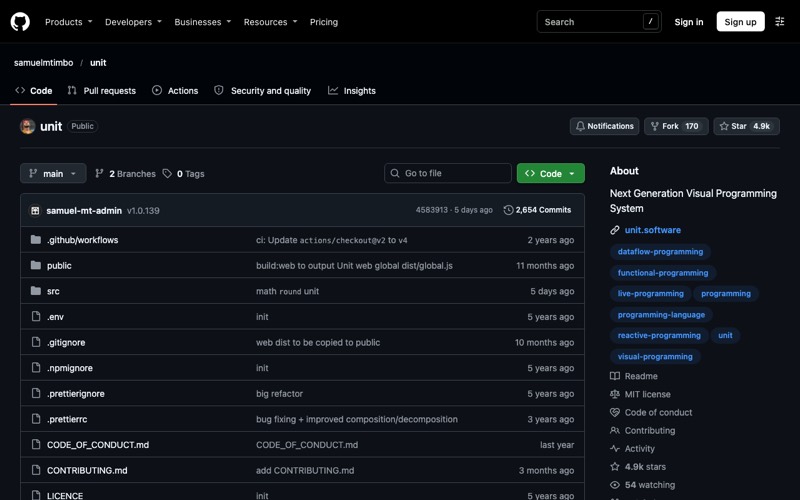 Products Developers Businesses Resources Pricing Search / Sign in Sign up
samuelmtimbo / unit
Code Pull requests Actions Security and quality Insights
unit Public Notifications Fork 170 Star 4.9k
main 2 Branches 0 Tags Go to file Code
samuel-mt-admin v1.0.139 4583913 · 5 days ago 2,654 Commits
.github/workflows ci: Update actions/checkout@v2 to v4 2 years ago
public build:web to output Unit web global dist/global.js 11 months ago
src math round unit 5 days ago
.env init 5 years ago
.gitignore web dist to be copied to public 10 months ago
.npmignore init 5 years ago
.prettierignore big refactor 5 years ago
.prettierrc bug fixing + improved composition/decomposition 3 years ago
CODE_OF_CONDUCT.md CODE_OF_CONDUCT.md last year
CONTRIBUTING.md add CONTRIBUTING.md 3 months ago
LICENCE init 5 years ago
About
Next Generation Visual Programming
System
unit.software
dataflow-programming
functional-programming
live-programming programming
programming-language
reactive-programming unit
visual-programming
Readme
MIT license
Code of conduct
Contributing
Activity
4.9k stars
54 watching